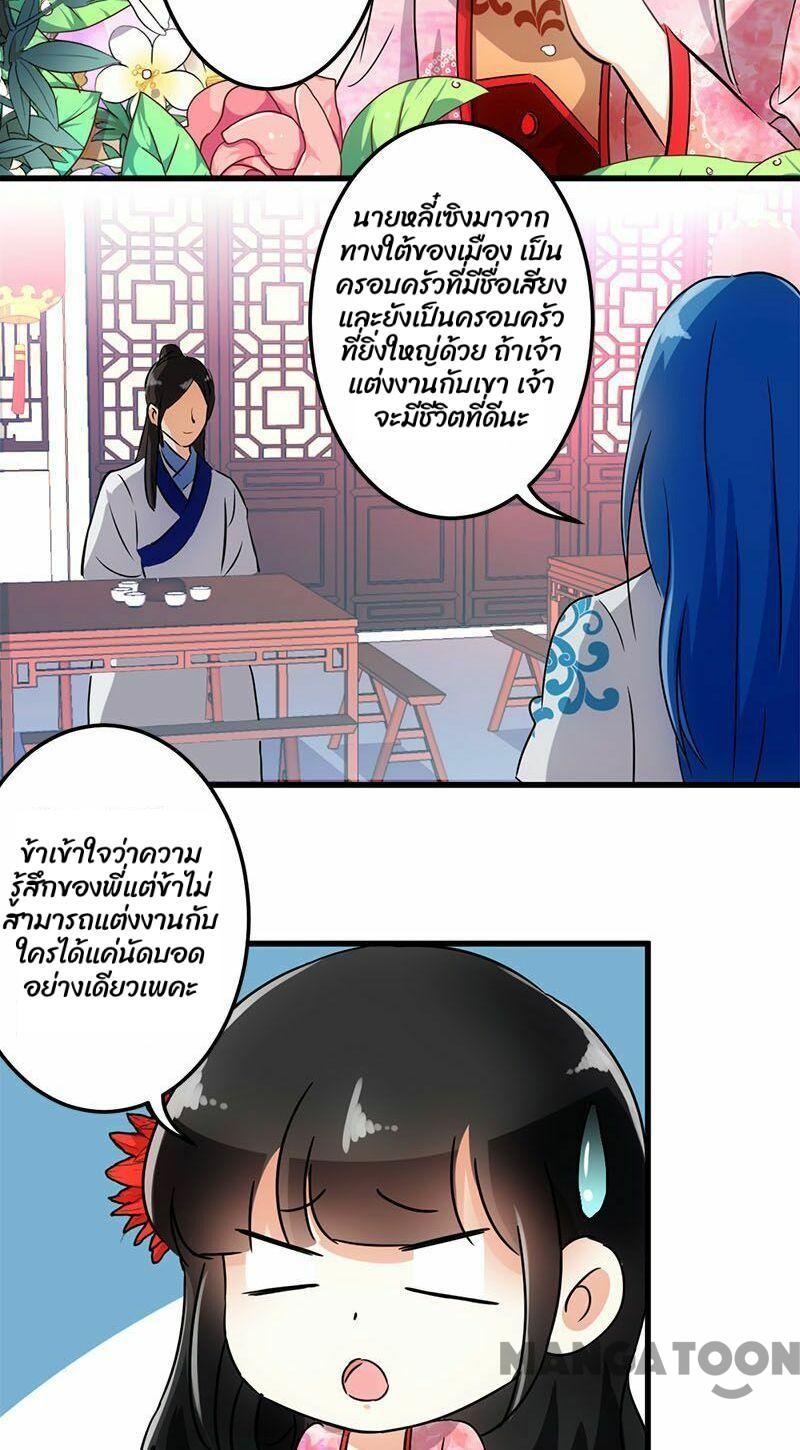 นายหลี่เซิงมาจาก
ทางใต้ของเมือง เป็น
ครอบครัวที่มีชื่อเสียง
และยังเป็นครอบครัว
ที่ยิ่งใหญ่ด้วย ถ้าเจ้า
แต่งงานกับเขา เจ้า
จะมีชีวิตที่ดีนะ
ข้าเข้าใจว่าความ
รู้สึกของพี่แต่ข้าไม่
สามารถแต่งงานกับ
ใครได้แค่นัดบอด
อย่างเดียวเพคะ
MANGATOON